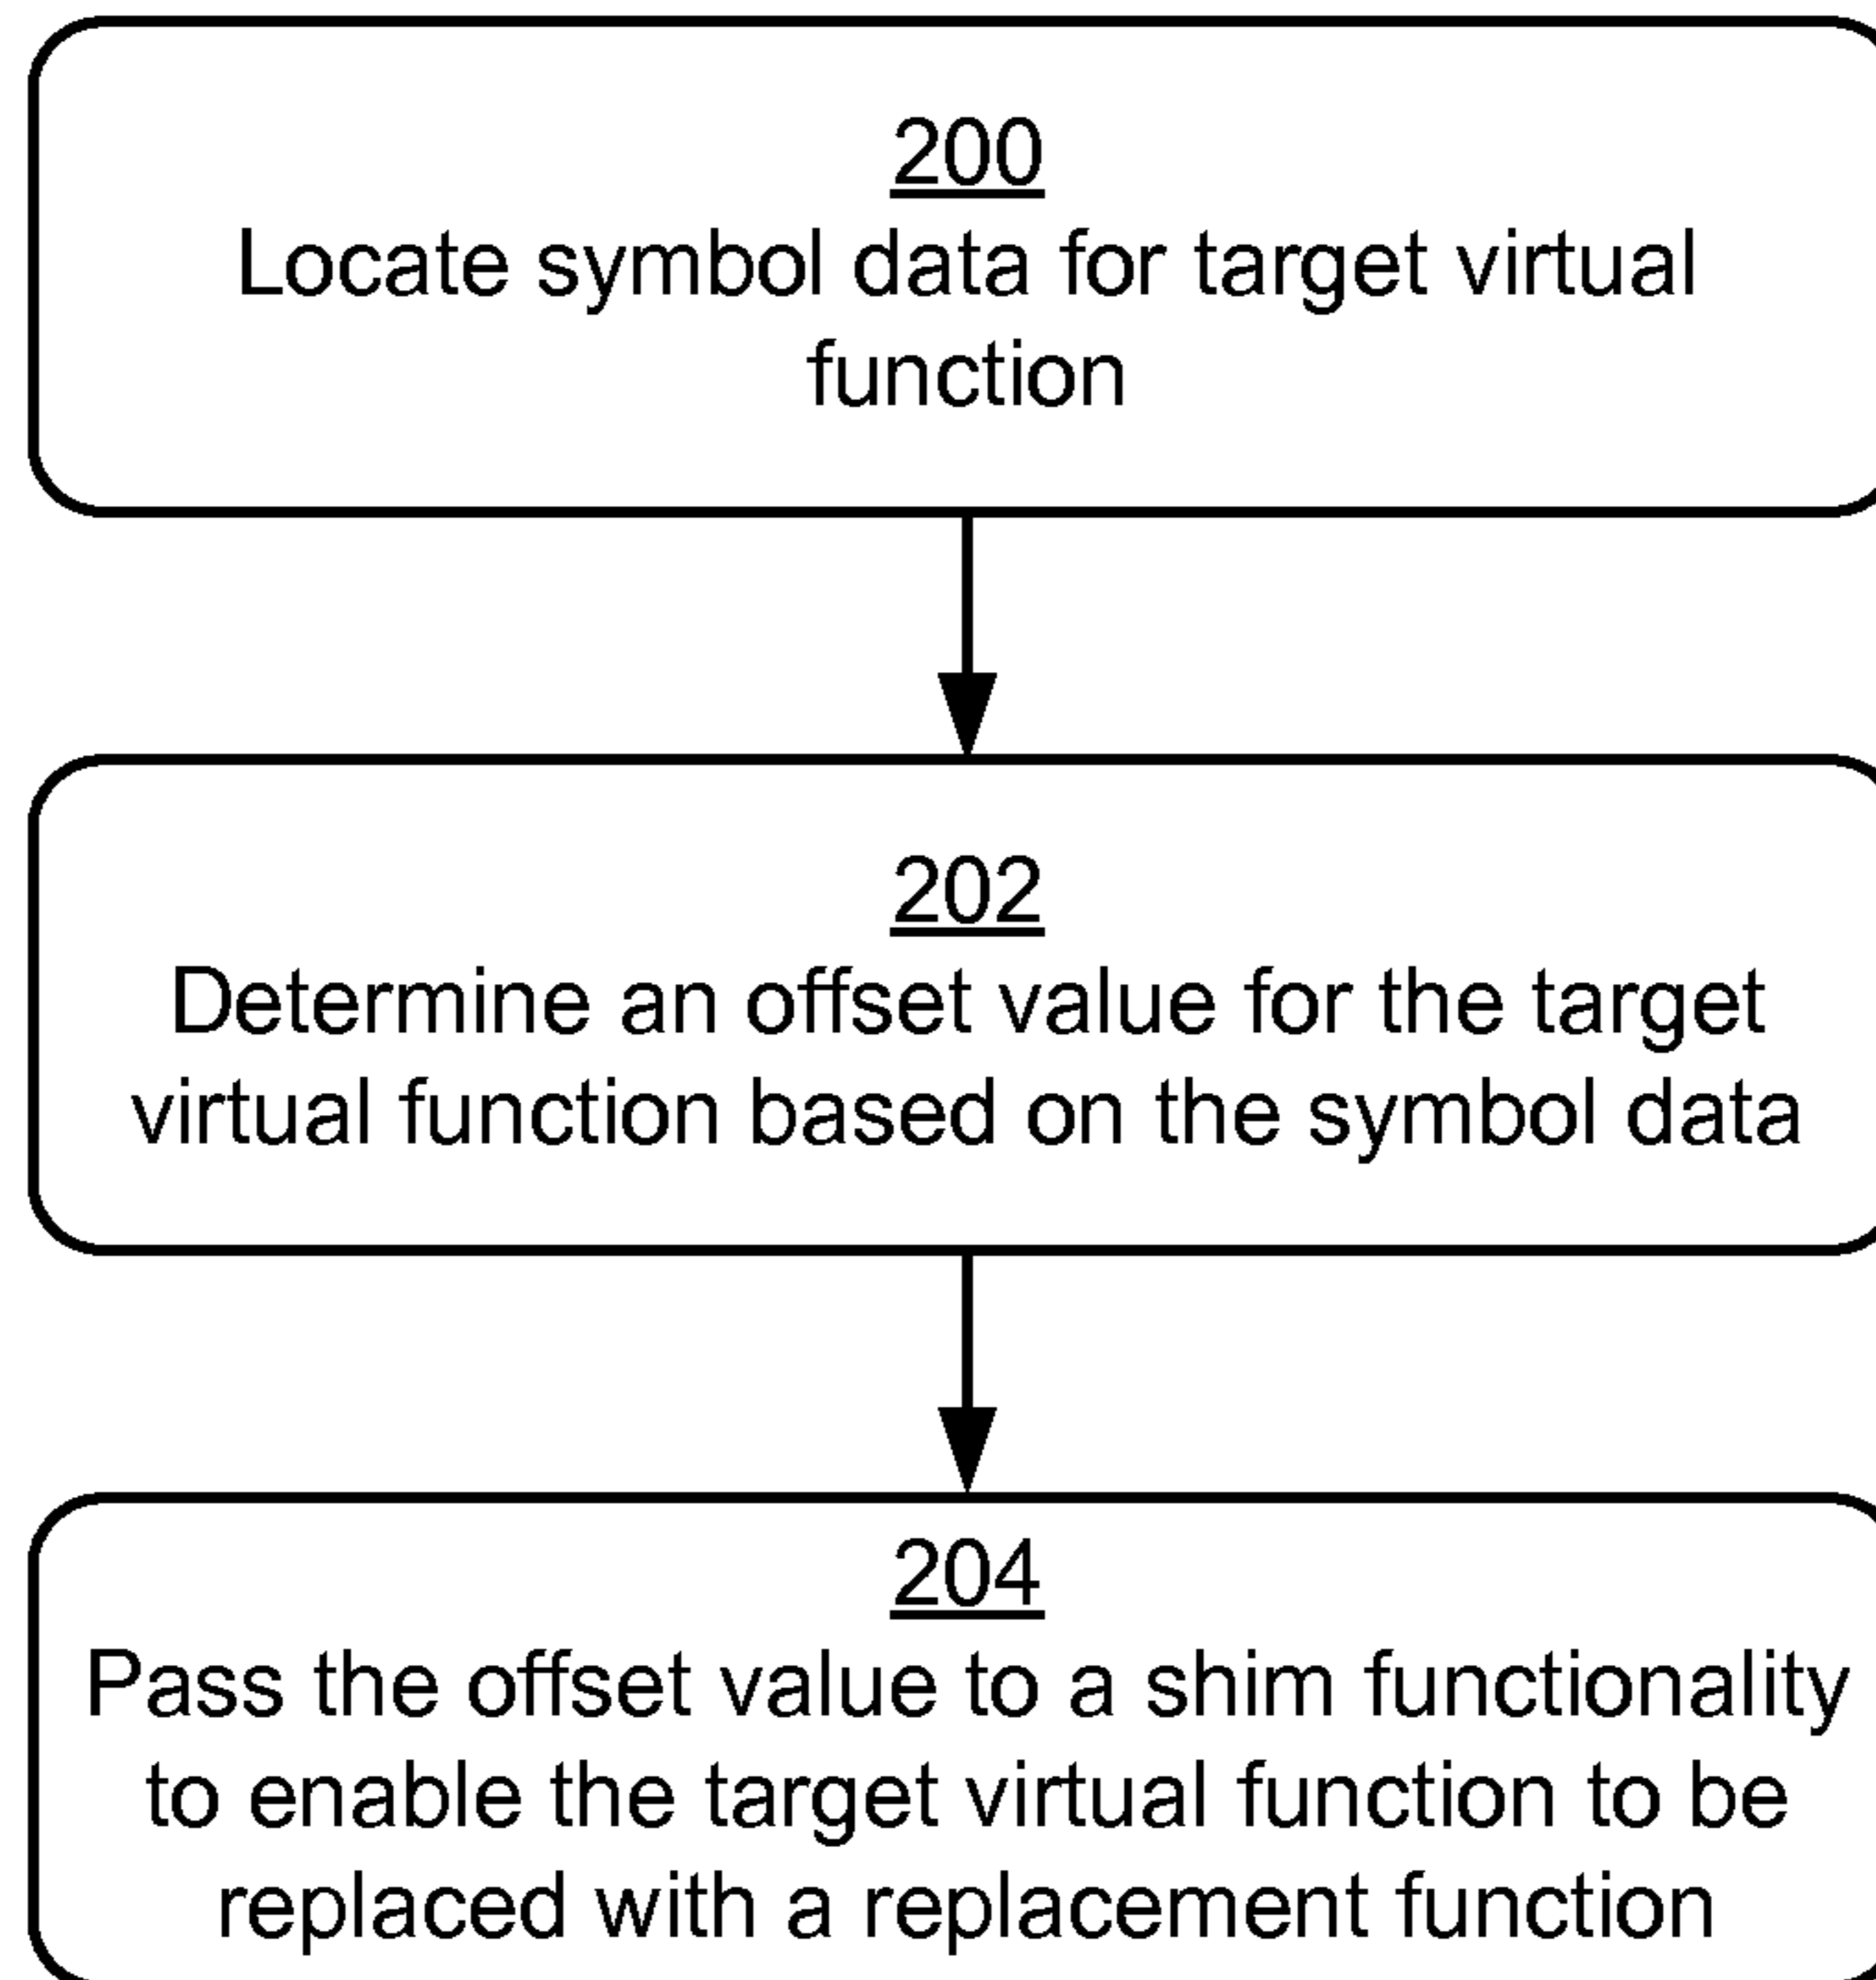 200
Locate symbol data for target virtual
function
202
Determine an offset value for the target
virtual function based on the symbol data
204
Pass the offset value to a shim functionality
to enable the target virtual function to be
replaced with a replacement function